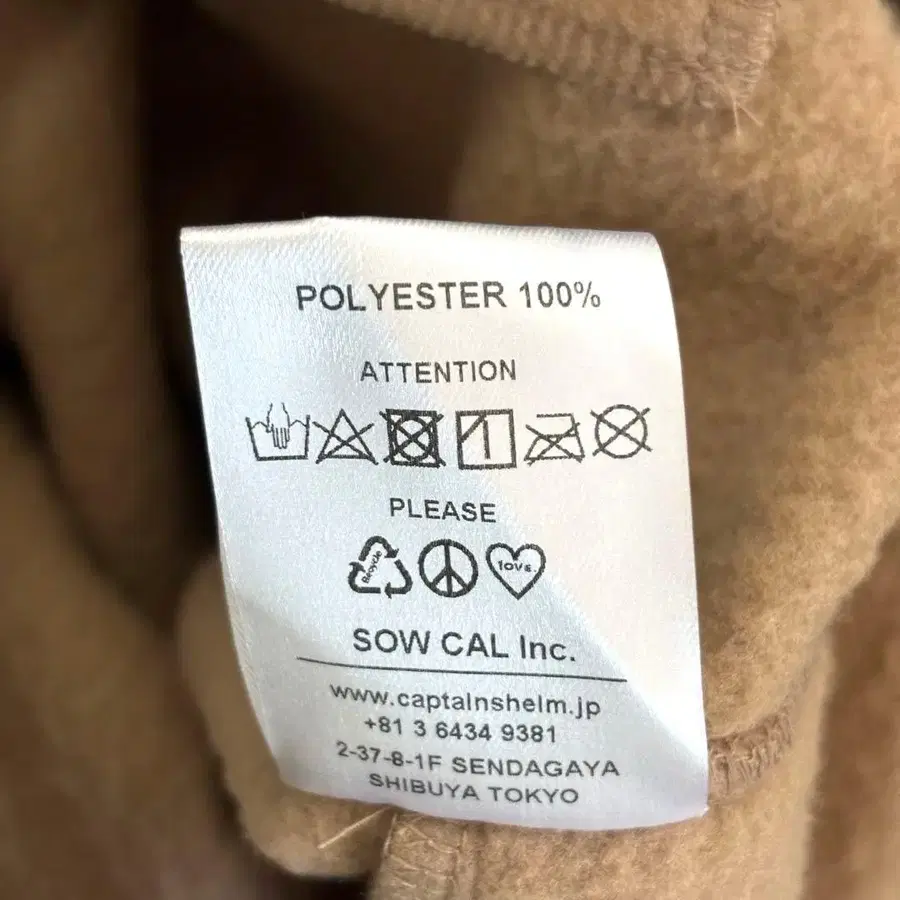 POLYESTER 100%
ATTENTION
PLEASE
Recycle
love.
SOW CAL Inc.
www.captainshelm.jp
+81 3 6434 9381
2-37-8-1F SENDAGAYA
SHIBUYA TOKYO